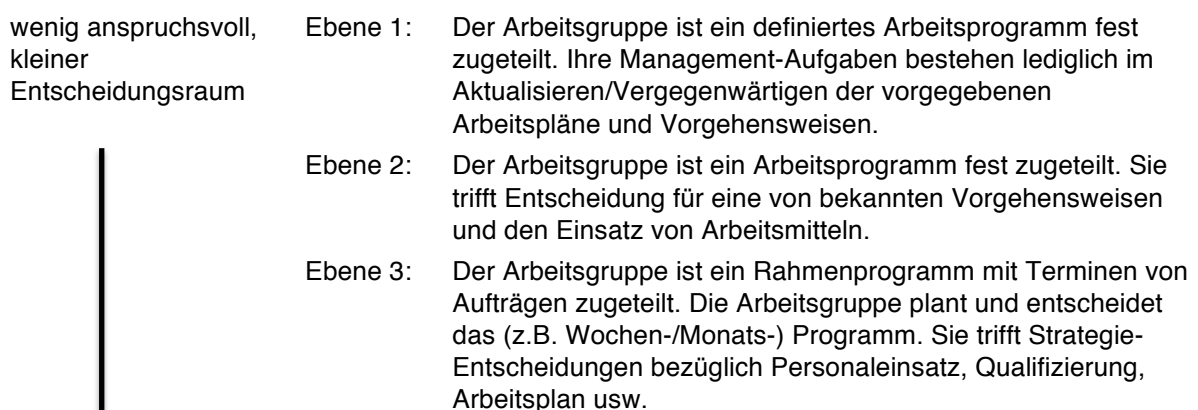 wenig anspruchsvoll,
kleiner
Entscheidungsraum
Ebene 1:
Der Arbeitsgruppe ist ein definiertes Arbeitsprogramm fest
zugeteilt. Ihre Management-Aufgaben bestehen lediglich im
Aktualisieren/Vergegenwärtigen der vorgegebenen
Arbeitspläne und Vorgehensweisen.
Ebene 2:
Der Arbeitsgruppe ist ein Arbeitsprogramm fest zugeteilt. Sie
trifft Entscheidung für eine von bekannten Vorgehensweisen
und den Einsatz von Arbeitsmitteln.
Ebene 3:
Der Arbeitsgruppe ist ein Rahmenprogramm mit Terminen von
Aufträgen zugeteilt. Die Arbeitsgruppe plant und entscheidet
das (z.B. Wochen-/Monats-) Programm. Sie trifft Strategie-
Entscheidungen bezüglich Personaleinsatz, Qualifizierung,
Arbeitsplan usw.